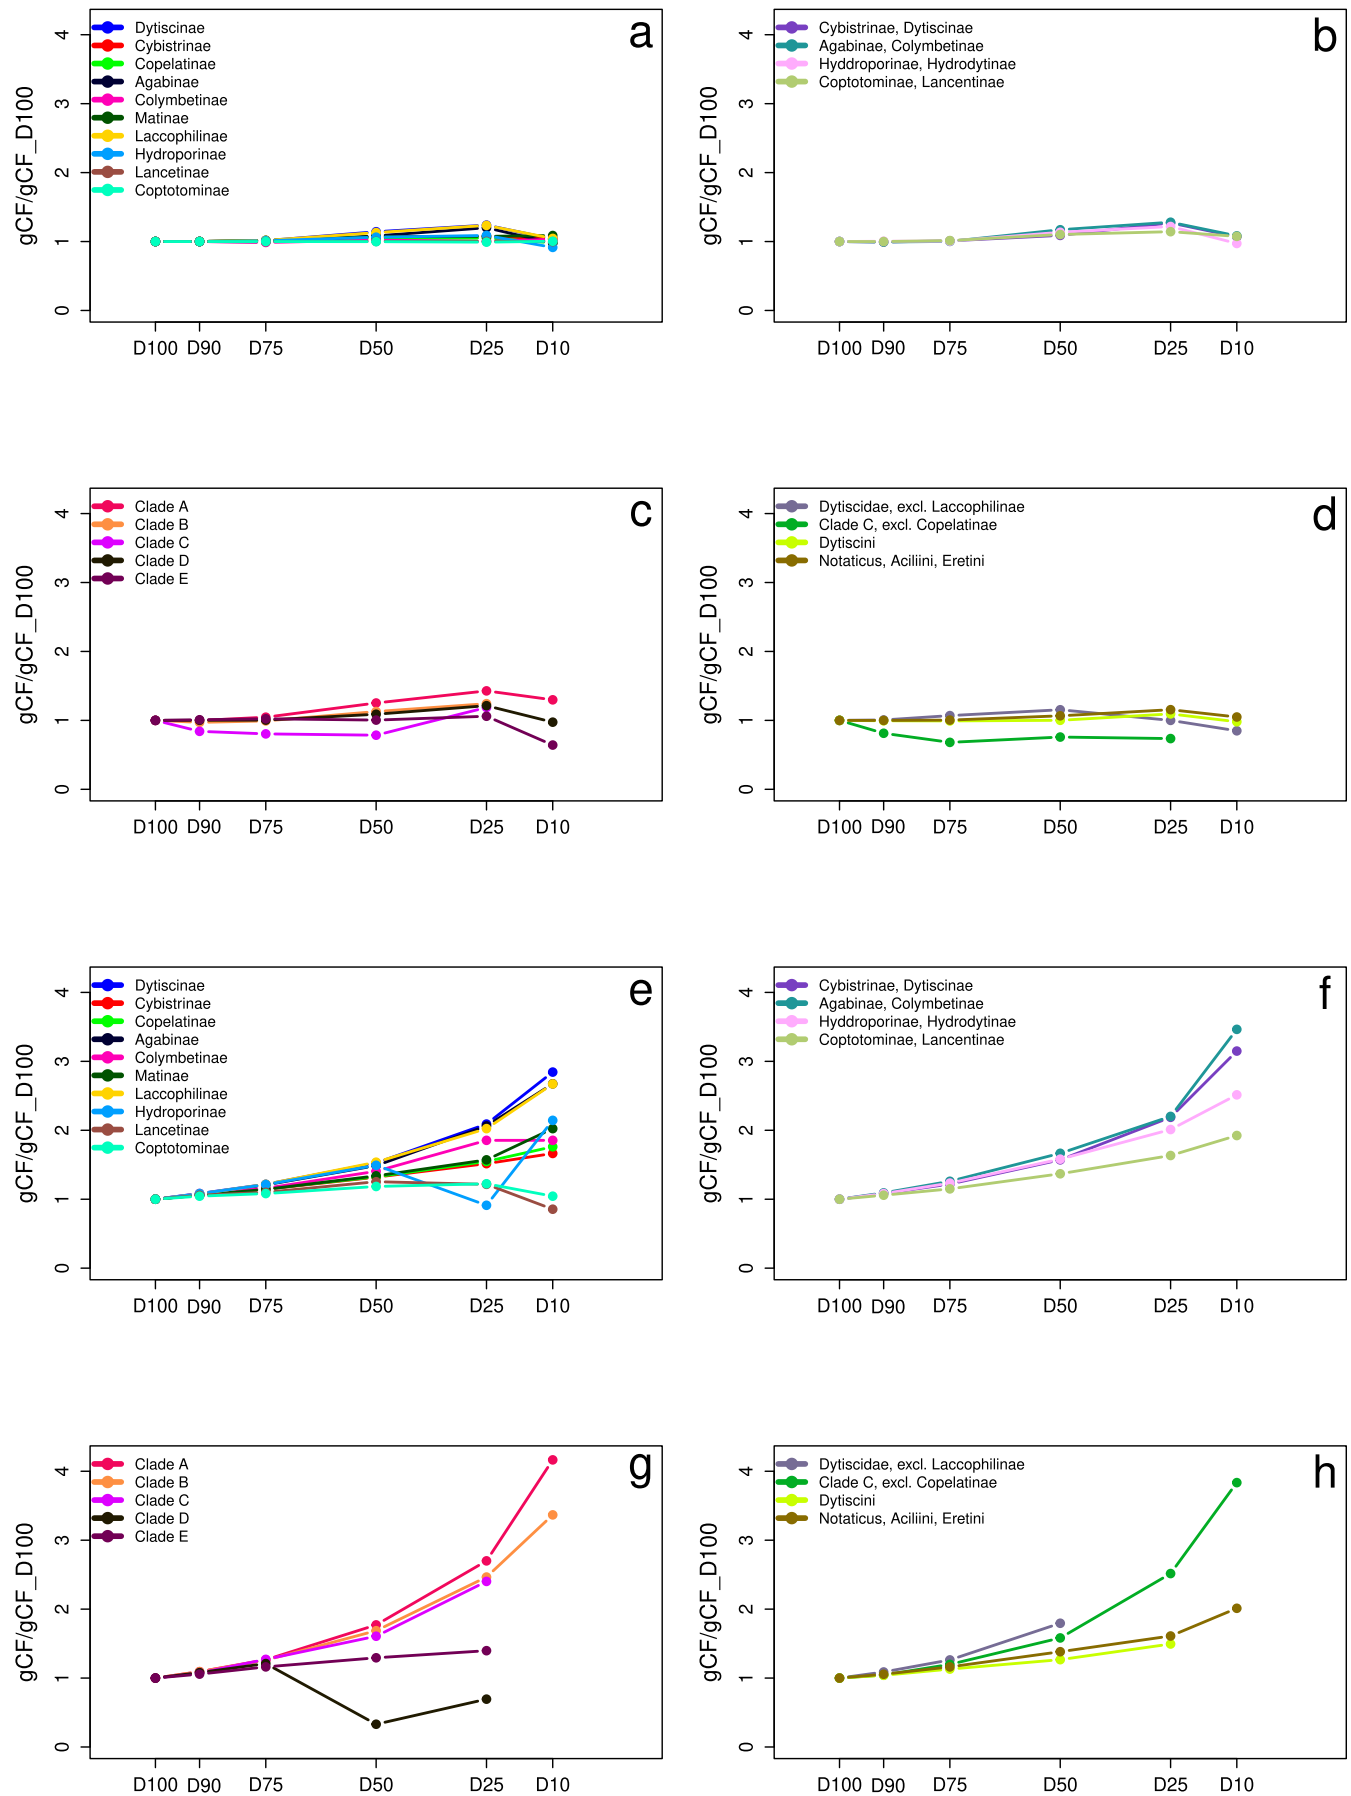 a
Dytiscinae
Cybistrinae
Copelatinae
Agabinae
Colymbetinae
Matinae
Laccophilinae
Hydroporinae
Lancetinae
Coptotominae
gCF/gCF_D100
4
3
2
1
0
D100 D90 D75 D50 D25 D10
b
Cybistrinae, Dytiscinae
Agabinae, Colymbetinae
Hyddroporinae, Hydrodytinae
Coptotominae, Lancentinae
gCF/gCF_D100
4
3
2
1
0
D100 D90 D75 D50 D25 D10
c
Clade A
Clade B
Clade C
Clade D
Clade E
gCF/gCF_D100
4
3
2
1
0
D100 D90 D75 D50 D25 D10
d
Dytiscidae, excl. Laccophilinae
Clade C, excl. Copelatinae
Dytiscini
Notaticus, Aciliini, Eretini
gCF/gCF_D100
4
3
2
1
0
D100 D90 D75 D50 D25 D10
e
Dytiscinae
Cybistrinae
Copelatinae
Agabinae
Colymbetinae
Matinae
Laccophilinae
Hydroporinae
Lancetinae
Coptotominae
gCF/gCF_D100
4
3
2
1
0
D100 D90 D75 D50 D25 D10
f
Cybistrinae, Dytiscinae
Agabinae, Colymbetinae
Hyddroporinae, Hydrodytinae
Coptotominae, Lancentinae
gCF/gCF_D100
4
3
2
1
0
D100 D90 D75 D50 D25 D10
g
Clade A
Clade B
Clade C
Clade D
Clade E
gCF/gCF_D100
4
3
2
1
0
D100 D90 D75 D50 D25 D10
h
Dytiscidae, excl. Laccophilinae
Clade C, excl. Copelatinae
Dytiscini
Notaticus, Aciliini, Eretini
gCF/gCF_D100
4
3
2
1
0
D100 D90 D75 D50 D25 D10